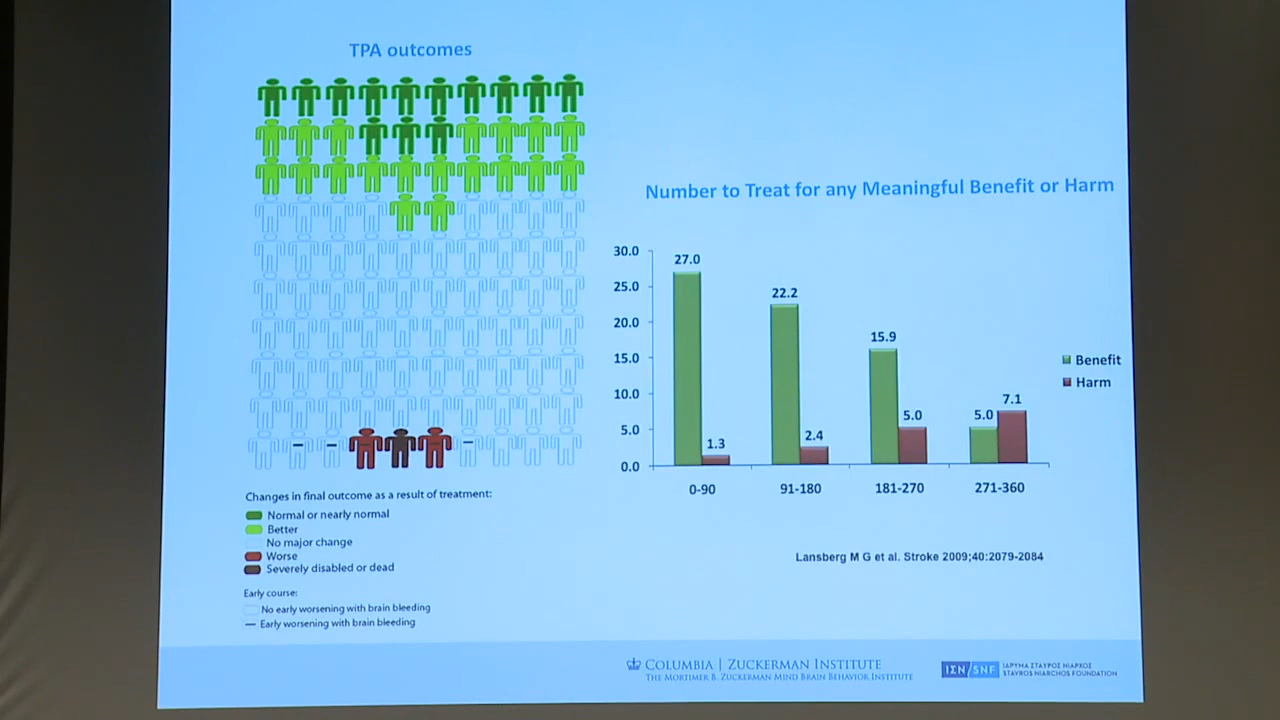 TPA outcomes
Changes in final outcome as a result of treatment:
Normal or nearly normal
Better
No major change
Worse
Severely disabled or dead
Early course:
No early worsening with brain bleeding
Early worsening with brain bleeding
Number to Treat for any Meaningful Benefit or Harm
30.0
25.0
20.0
15.0
10.0
5.0
0.0
27.0
1.3
22.2
2.4
15.9
5.0
5.0
7.1
0-90
91-180
181-270
271-360
Benefit
Harm
Lansberg M G et al. Stroke 2009;40:2079-2084
COLUMBIA | ZUCKERMAN INSTITUTE
THE MORTIMER B. ZUCKERMAN MIND BRAIN BEHAVIOR INSTITUTE
ΙΣΝ/SNF
ΙΔΡΥΜΑ ΣΤΑΥΡΟΣ ΝΙΑΡΧΟΣ
STAVROS NIARCHOS FOUNDATION